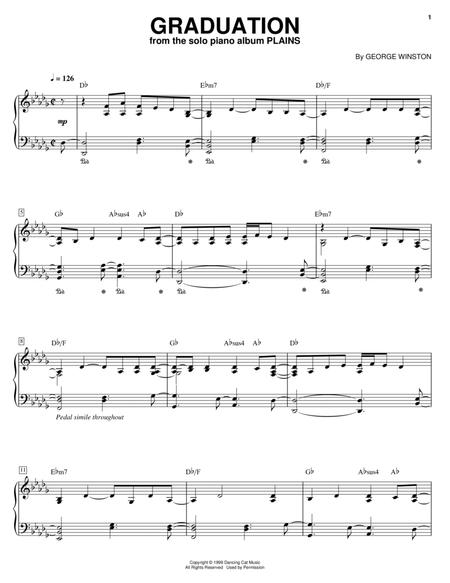 GRADUATION
1
from the solo piano album PLAINS
By GEORGE WINSTON
♩ = 126
D♭ E♭m7 D♭/F
mp
5
G♭ A♭sus4 A♭ D♭ E♭m7
8
D♭/F G♭ A♭sus4 A♭ D♭
Pedal simile throughout
11
E♭m7 D♭/F G♭ A♭sus4 A♭
Copyright © 1999 Dancing Cat Music
All Rights Reserved Used by Permission